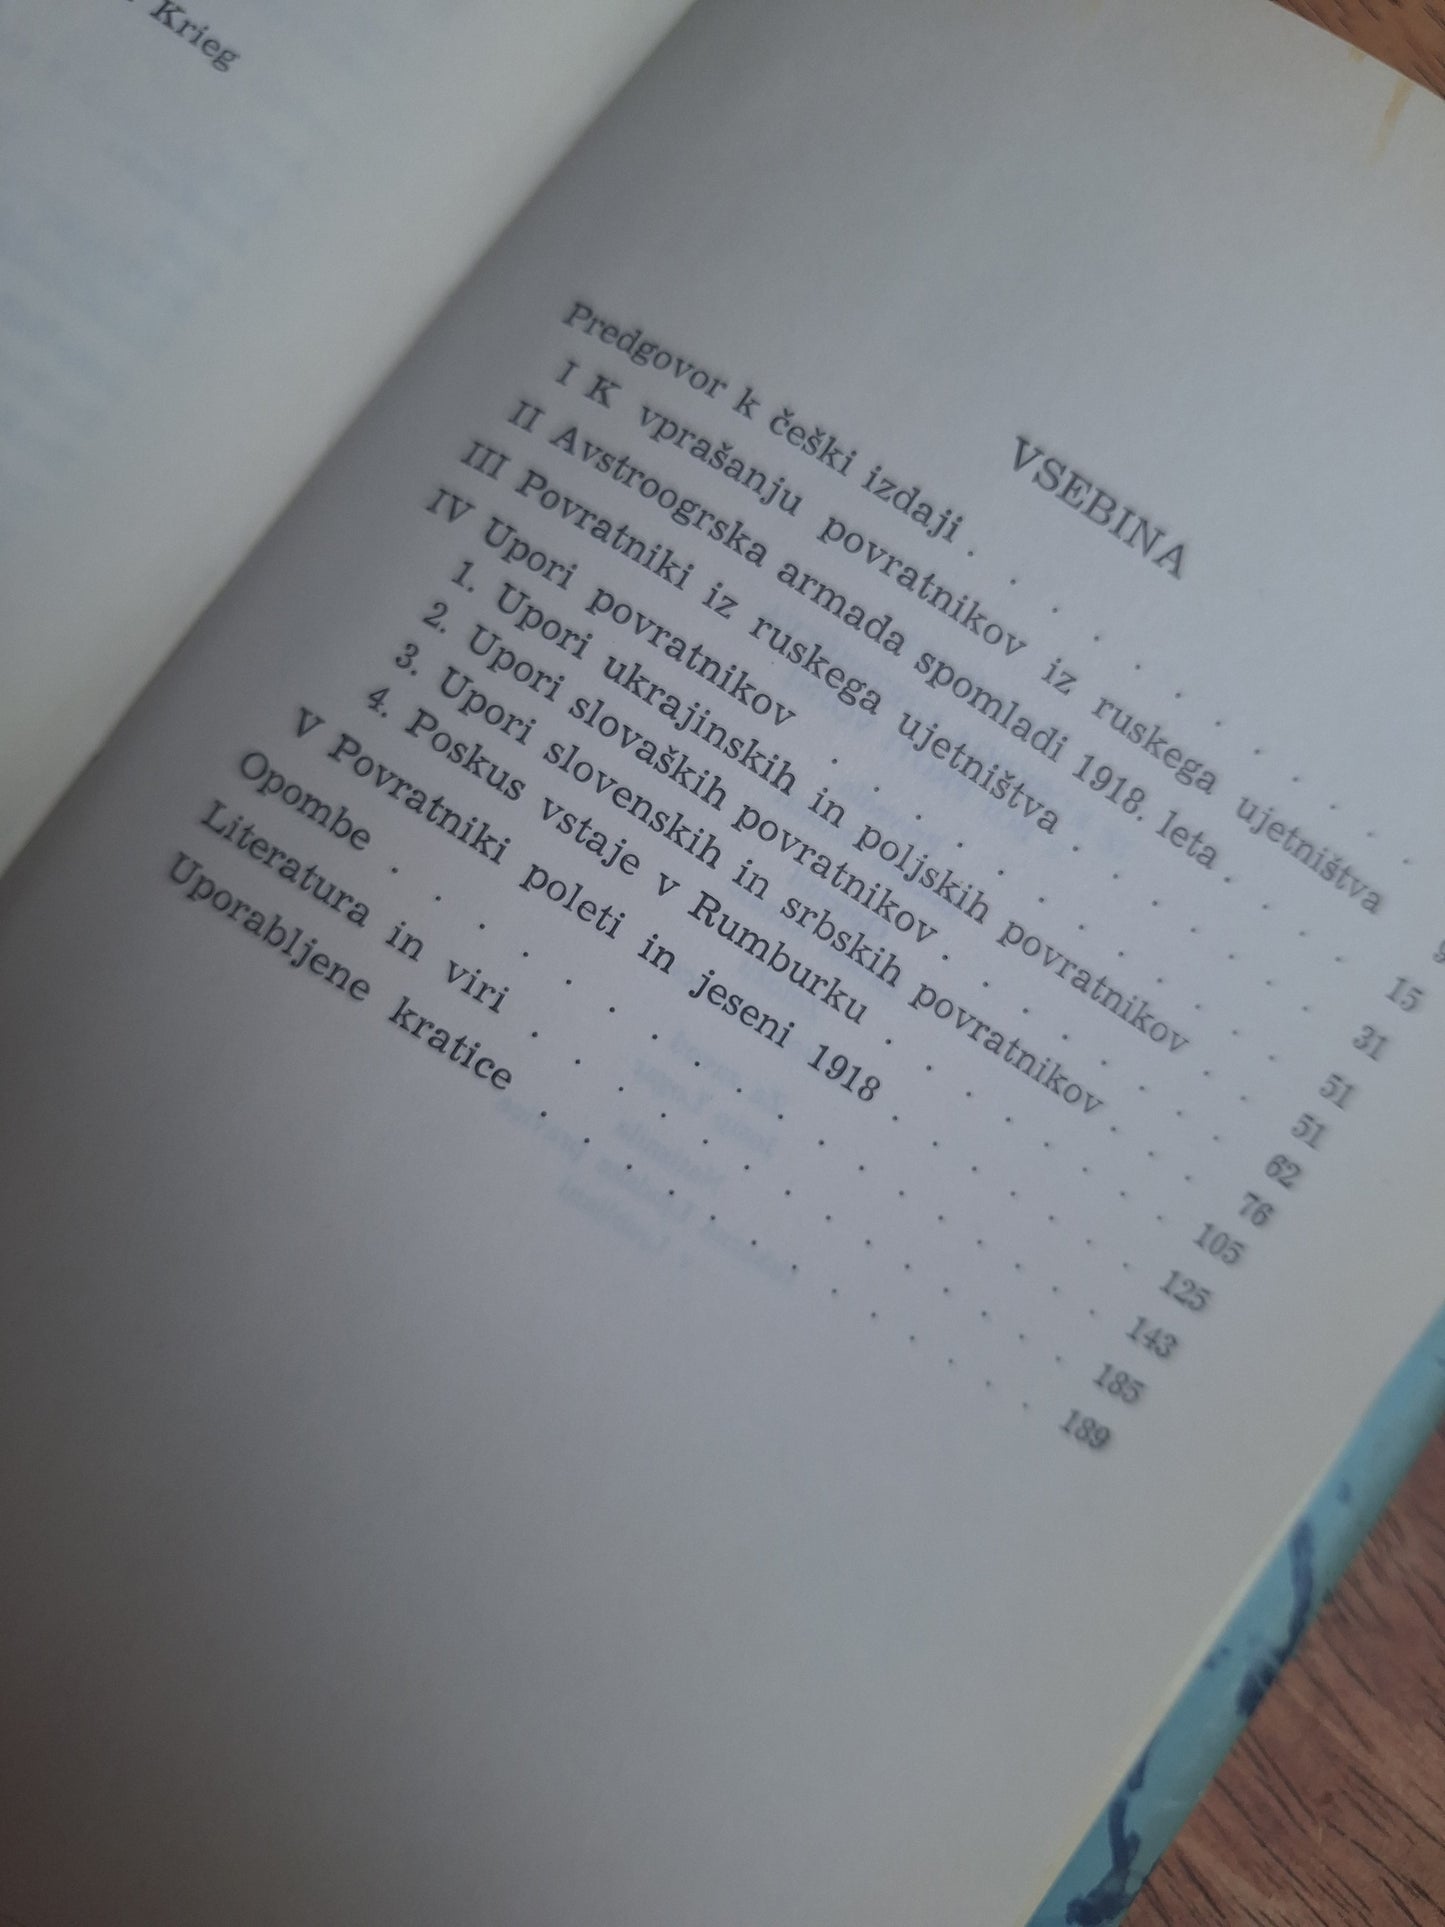 Krieg
VSEBINA
Predgovor k češki izdaji . . . . . . . . . . .
I K vprašanju povratnikov iz ruskega ujetništva 9
II Avstroogrska armada spomladi 1918. leta . . . 15
III Povratniki iz ruskega ujetništva . . . . . . . 31
IV Upori povratnikov . . . . . . . . . . . . 51
1. Upori ukrajinskih in poljskih povratnikov . . 51
2. Upori slovaških povratnikov . . . . . . . . 62
3. Upori slovenskih in srbskih povratnikov . . . 76
4. Poskus vstaje v Rumburku . . . . . . . . 105
V Povratniki poleti in jeseni 1918 . . . . . . . 125
Opombe . . . . . . . . . . . . . . . . . . 143
Literatura in viri . . . . . . . . . . . . . 185
Uporabljene kratice . . . . . . . . . . . . . 189